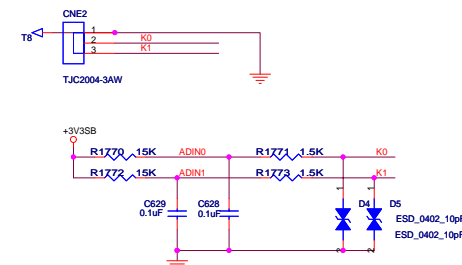 CNE2
T8
1
2
3
K0
K1
TJC2004-3AW
+3V3SB
R1770 15K ADIN0 R1771 1.5K K0
R1772 15K ADIN1 R1773 1.5K K1
C629
0.1uF
C628
0.1uF
1
1
D4
D5
ESD_0402_10pF
ESD_0402_10pF
2
2